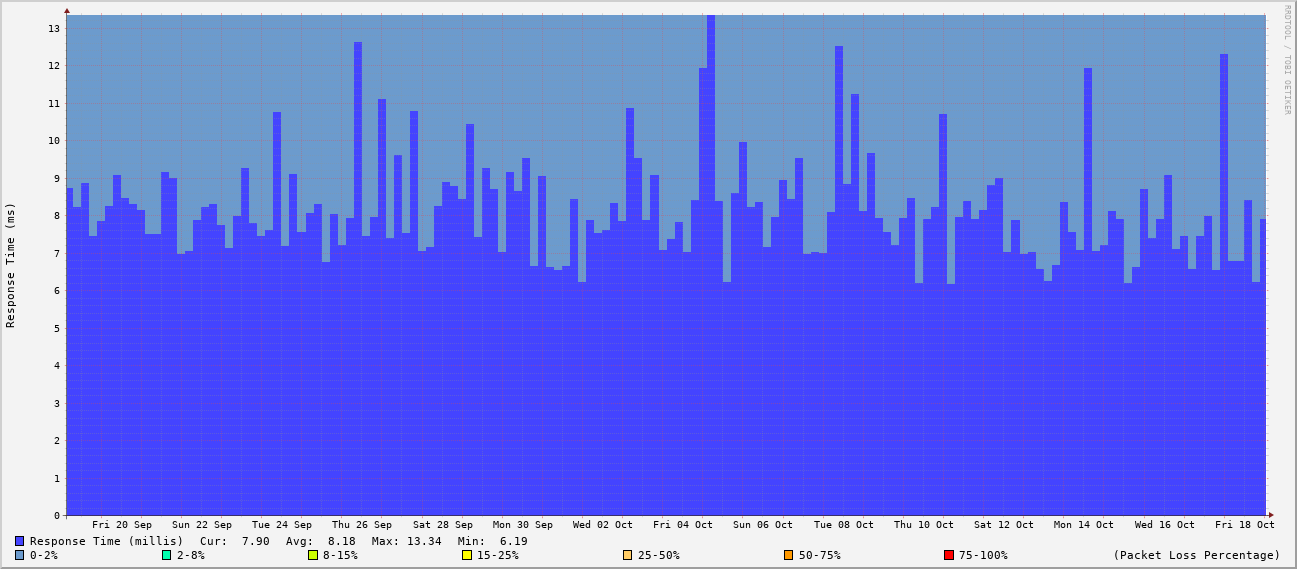 RRDTOOL / TOBI OETIKER
Response Time (ms)
13
12
11
10
9
8
7
6
5
4
3
2
1
0
Fri 20 Sep Sun 22 Sep Tue 24 Sep Thu 26 Sep Sat 28 Sep Mon 30 Sep Wed 02 Oct Fri 04 Oct Sun 06 Oct Tue 08 Oct Thu 10 Oct Sat 12 Oct Mon 14 Oct Wed 16 Oct Fri 18 Oct
Response Time (millis) Cur: 7.90 Avg: 8.18 Max: 13.34 Min: 6.19
0-2% 2-8% 8-15% 15-25% 25-50% 50-75% 75-100% (Packet Loss Percentage)